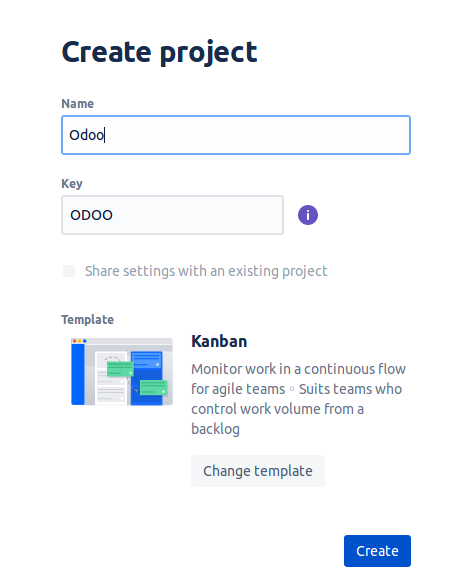 Create project
Name
Odoo
Key
ODOO
i
Share settings with an existing project
Template
Kanban
Monitor work in a continuous flow
for agile teams ◦ Suits teams who
control work volume from a
backlog
Change template
Create